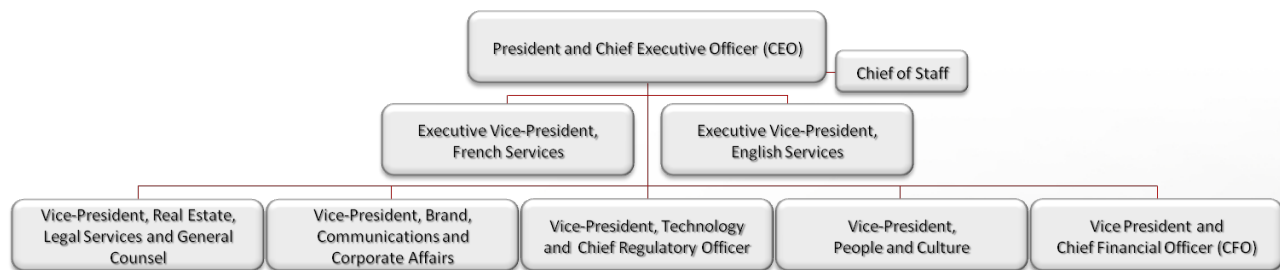 President and Chief Executive Officer (CEO)
Chief of Staff
Executive Vice-President,
French Services
Executive Vice-President,
English Services
Vice-President, Real Estate,
Legal Services and General
Counsel
Vice-President, Brand,
Communications and
Corporate Affairs
Vice-President, Technology
and Chief Regulatory Officer
Vice-President,
People and Culture
Vice President and
Chief Financial Officer (CFO)